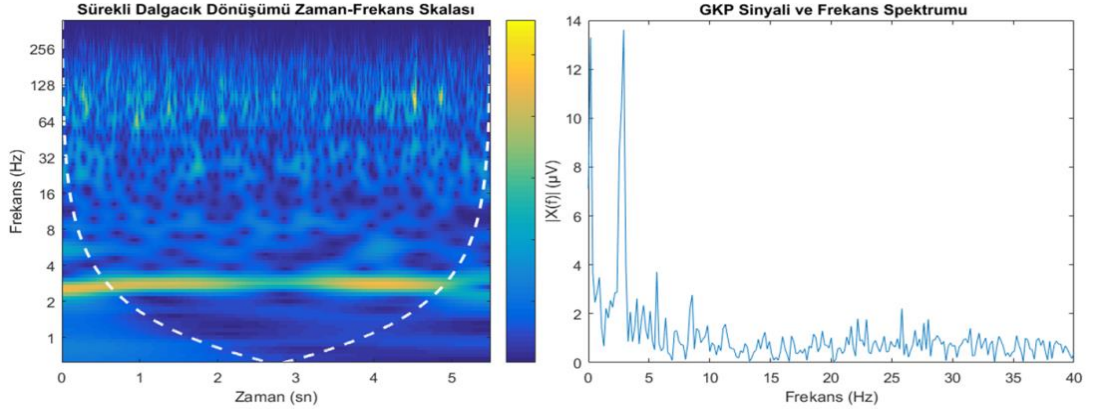 Sürekli Dalgacık Dönüşümü Zaman-Frekans Skalası
256
128
64
32
16
8
4
2
1
Frekans (Hz)
0 1 2 3 4 5
Zaman (sn)
GKP Sinyali ve Frekans Spektrumu
14
12
10
8
6
4
2
0
|X(f)| (µV)
0 5 10 15 20 25 30 35 40
Frekans (Hz)